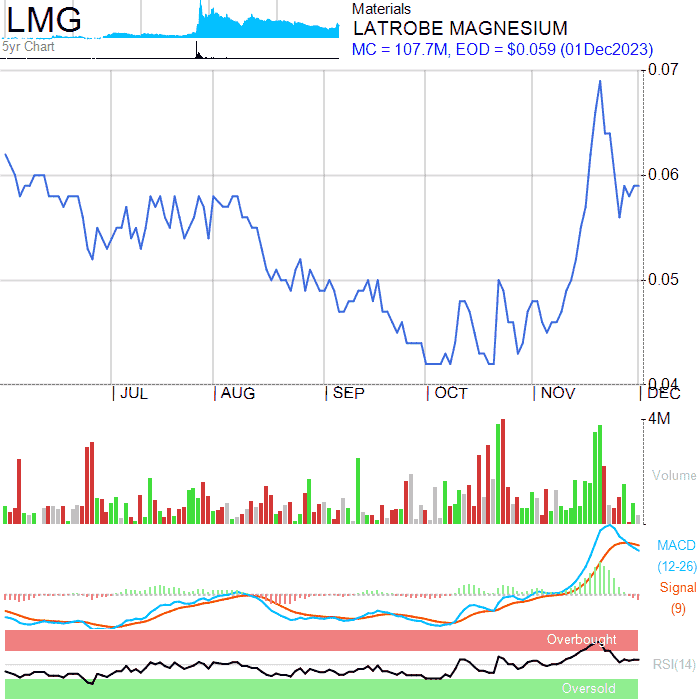 LMG
5yr Chart
Materials
LATROBE MAGNESIUM
MC = 107.7M, EOD = $0.059 (01Dec2023)
0.07
0.06
0.05
0.04
JUL AUG SEP OCT NOV DEC
4M
Volume
MACD
(12-26)
Signal
(9)
Overbought
RSI(14)
Oversold